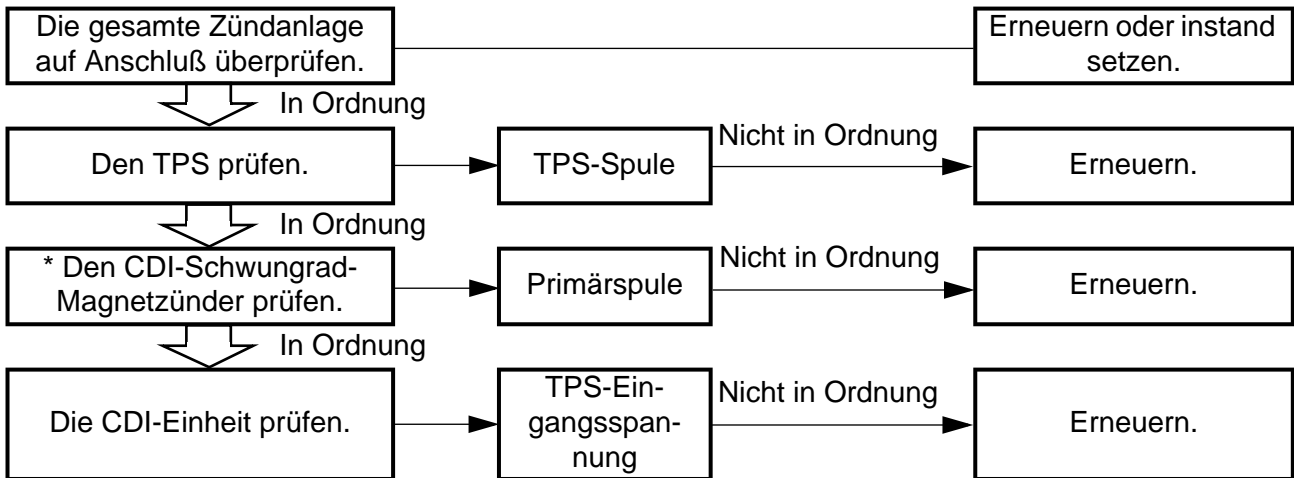 Die gesamte Zündanlage
auf Anschluß überprüfen.
Erneuern oder instand
setzen.
In Ordnung
Den TPS prüfen.
TPS-Spule
Nicht in Ordnung
Erneuern.
In Ordnung
* Den CDI-Schwungrad-
Magnetzünder prüfen.
Primärspule
Nicht in Ordnung
Erneuern.
In Ordnung
Die CDI-Einheit prüfen.
TPS-Ein-
gangsspan-
nung
Nicht in Ordnung
Erneuern.